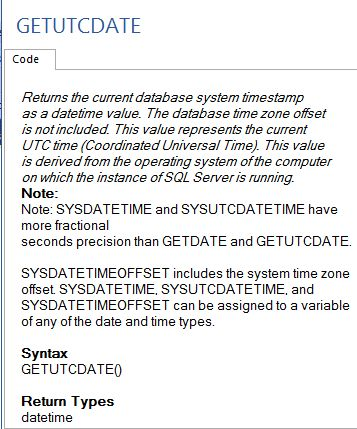 GETUTCDATE
Code
Returns the current database system timestamp
as a datetime value. The database time zone offset
is not included. This value represents the current
UTC time (Coordinated Universal Time). This value
is derived from the operating system of the computer
on which the instance of SQL Server is running.
Note:
Note: SYSDATETIME and SYSUTCDATETIME have
more fractional
seconds precision than GETDATE and GETUTCDATE.
SYSDATETIMEOFFSET includes the system time zone
offset. SYSDATETIME, SYSUTCDATETIME, and
SYSDATETIMEOFFSET can be assigned to a variable
of any of the date and time types.
Syntax
GETUTCDATE()
Return Types
datetime